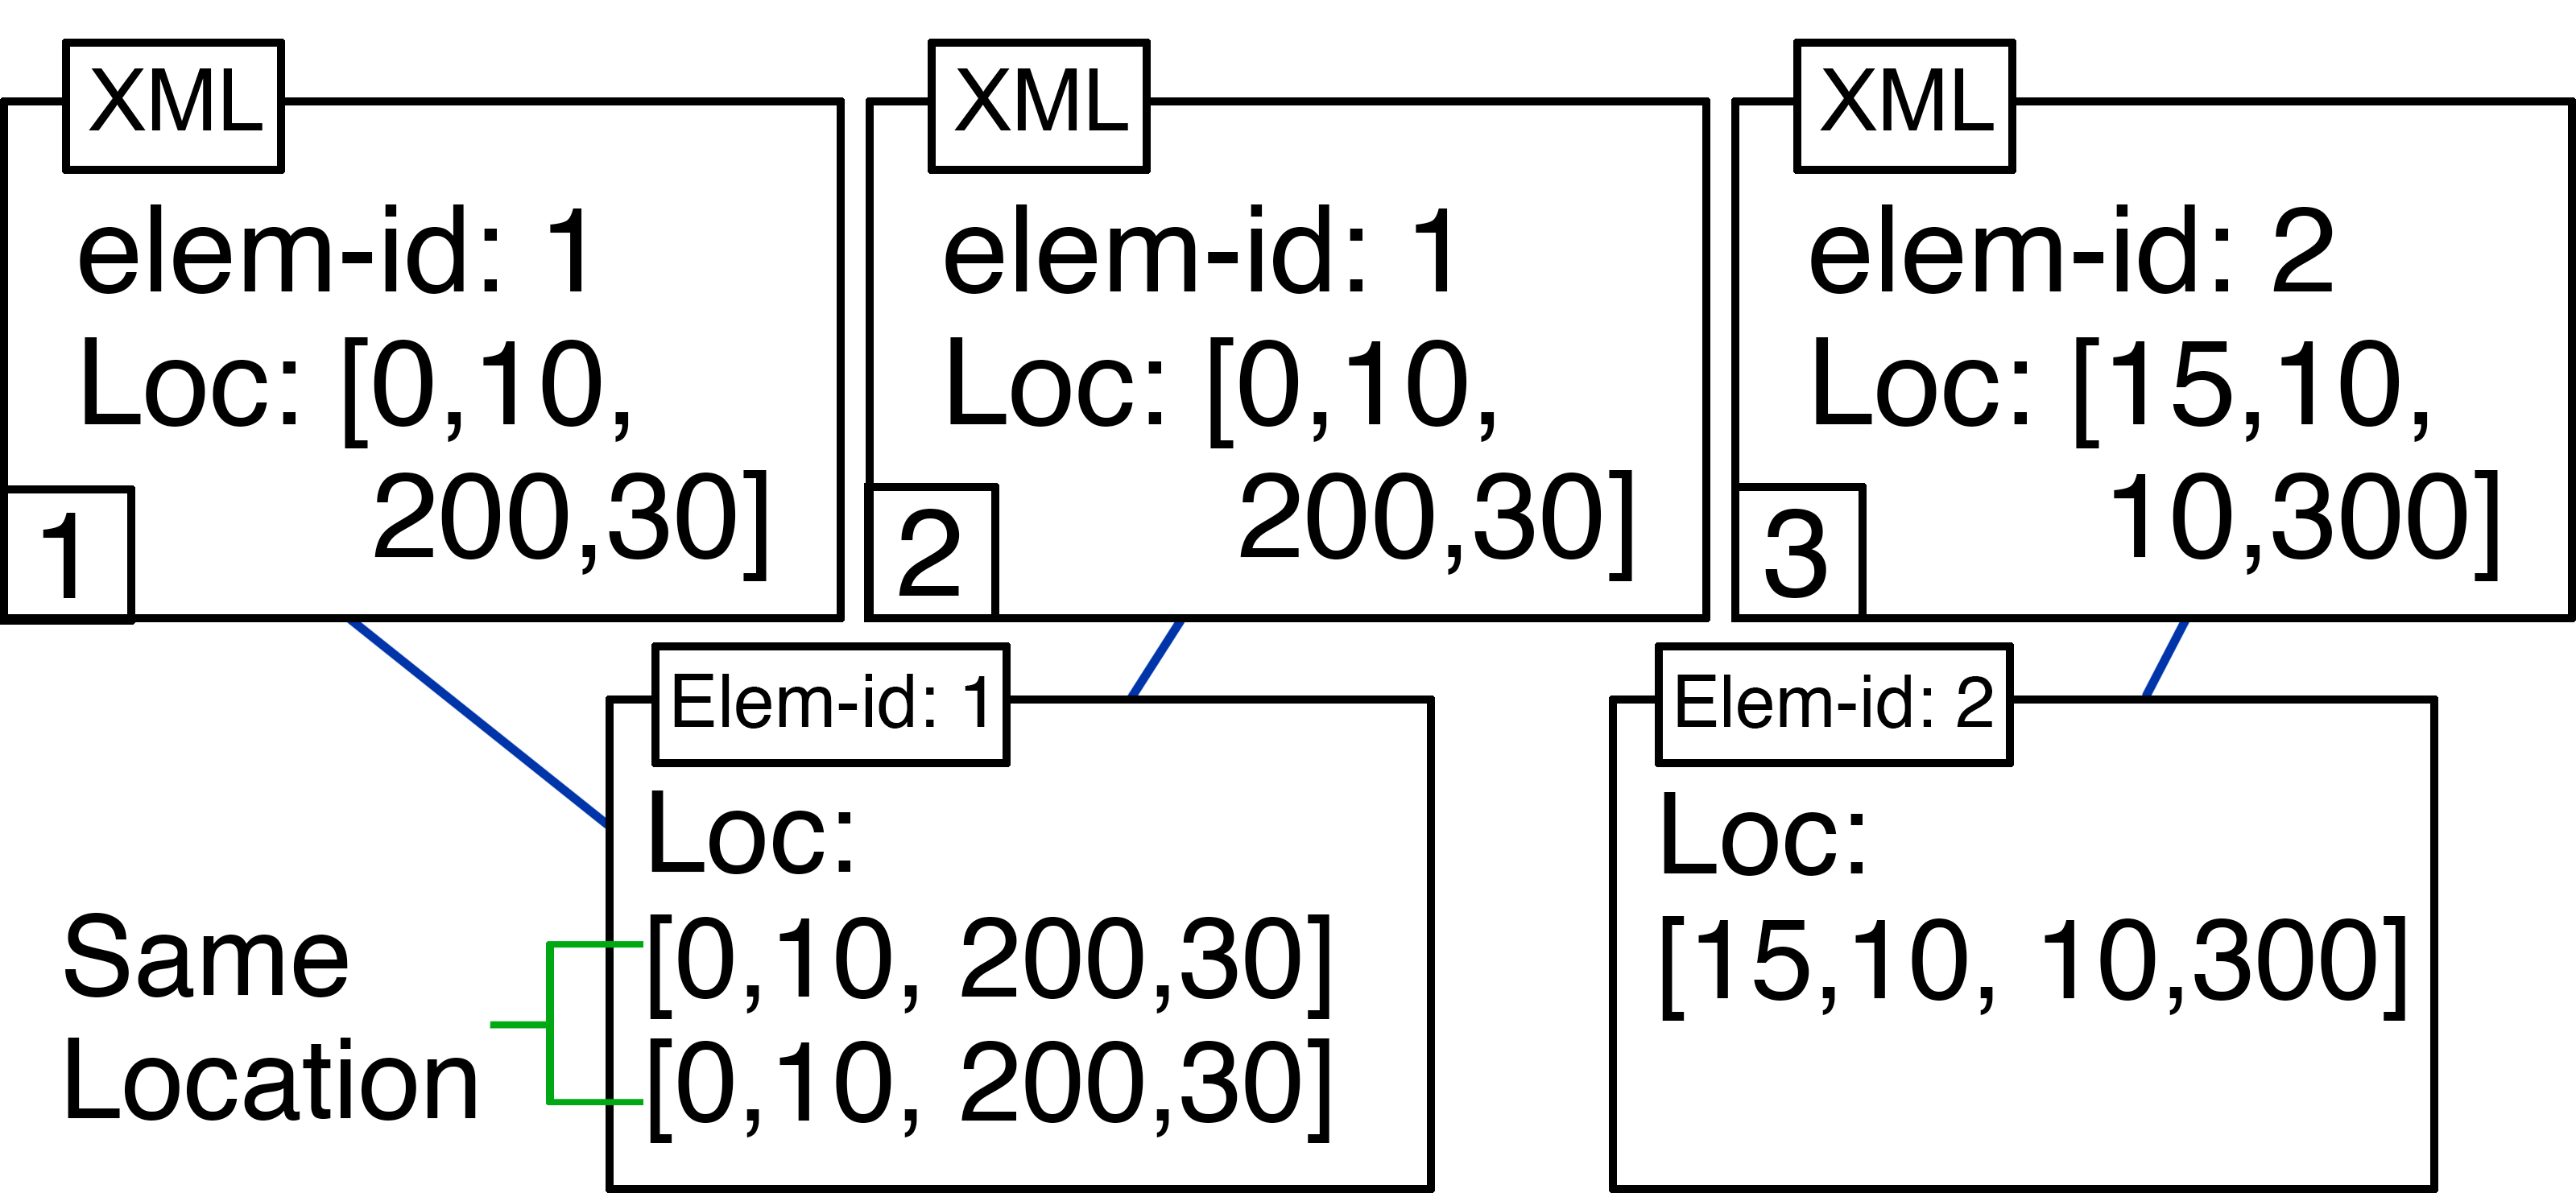 XML
elem-id: 1
Loc: [0,10,
200,30]
1
XML
elem-id: 1
Loc: [0,10,
200,30]
2
XML
elem-id: 2
Loc: [15,10,
10,300]
3
Same
Location
Elem-id: 1
Loc:
[0,10, 200,30]
[0,10, 200,30]
Elem-id: 2
Loc:
[15,10, 10,300]